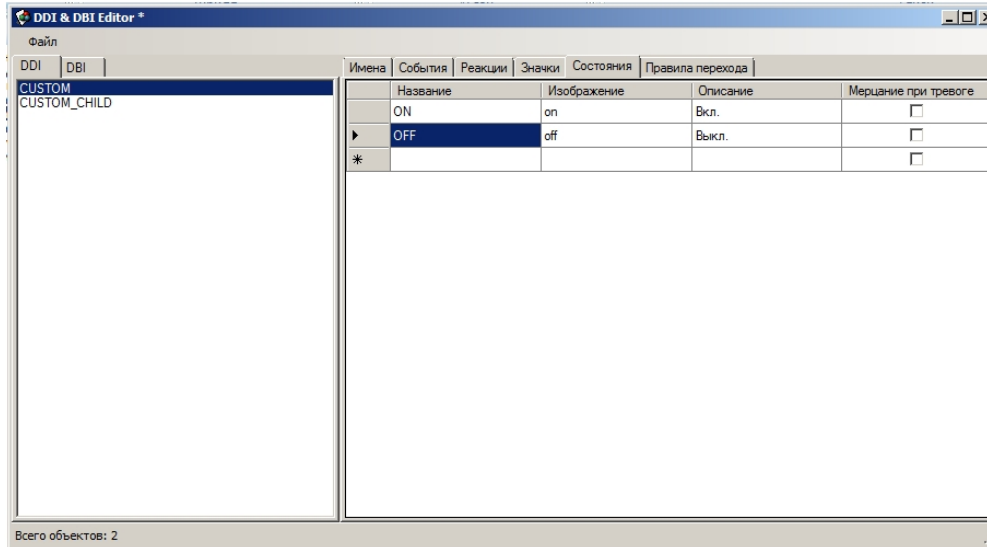 DDI & DBI Editor *
Файл
DDI DBI
Имена События Реакции Значки Состояния Правила перехода
CUSTOM
CUSTOM_CHILD
Название Изображение Описание Мерцание при тревоге
ON on Вкл.
OFF off Выкл.
Всего объектов: 2